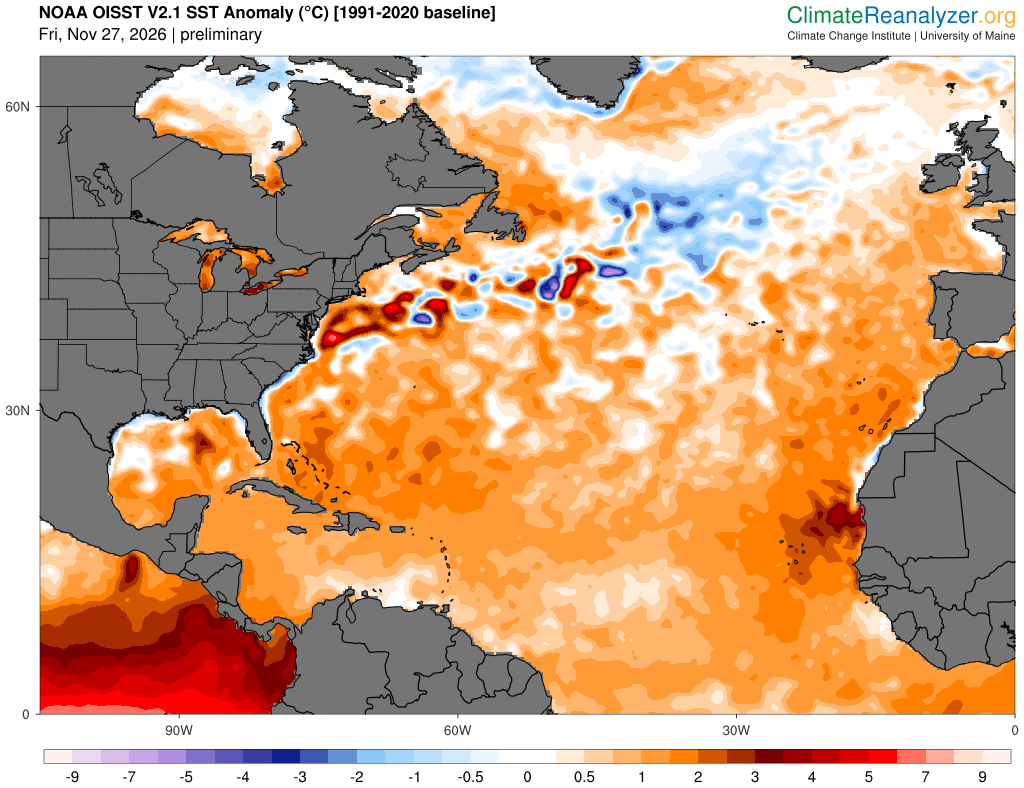 NOAA OISST V2.1 SST Anomaly (°C) [1991-2020 baseline]
Fri, Nov 27, 2026 | preliminary
ClimateReanalyzer.org
Climate Change Institute | University of Maine
60N
30N
0
90W
60W
30W
0
-9 -7 -5 -4 -3 -2 -1 -0.5 0 0.5 1 2 3 4 5 7 9